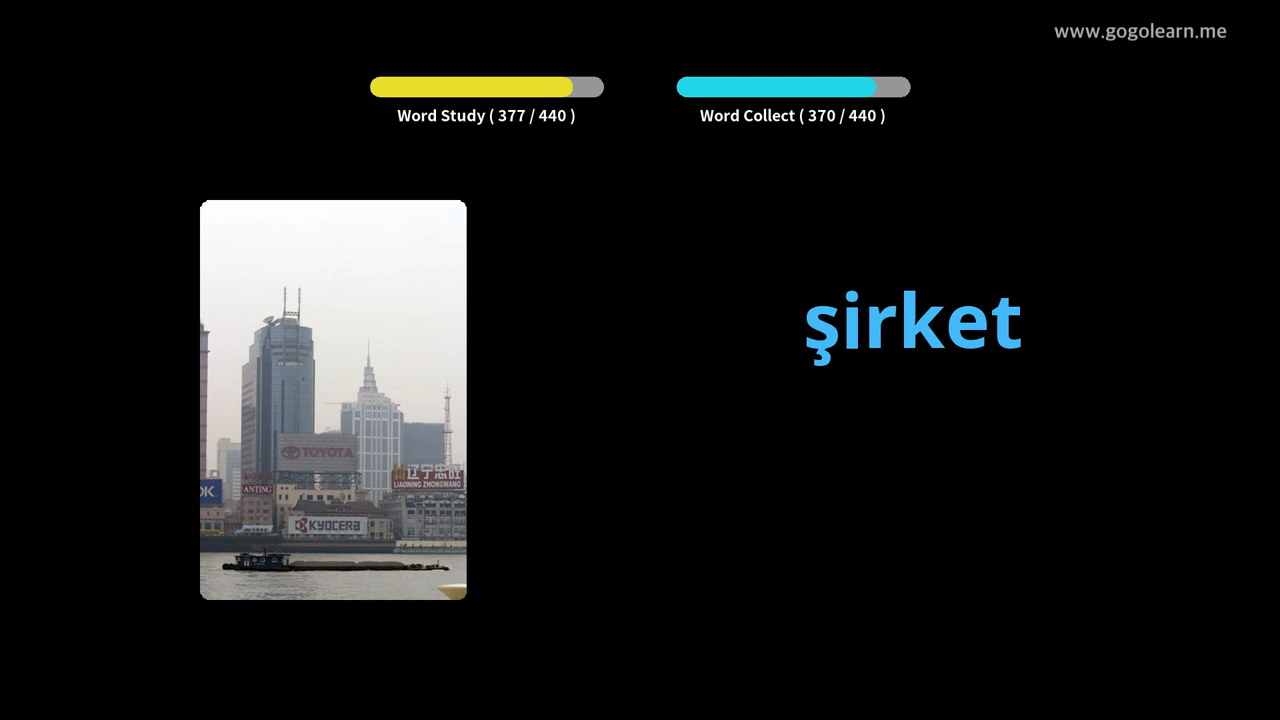 www.gogolearn.me
Word Study ( 377 / 440 )
Word Collect ( 370 / 440 )
şirket
TOYOTA
辽宁忠旺
LIAONING ZHONGWANG
ANTING
KYOCERA